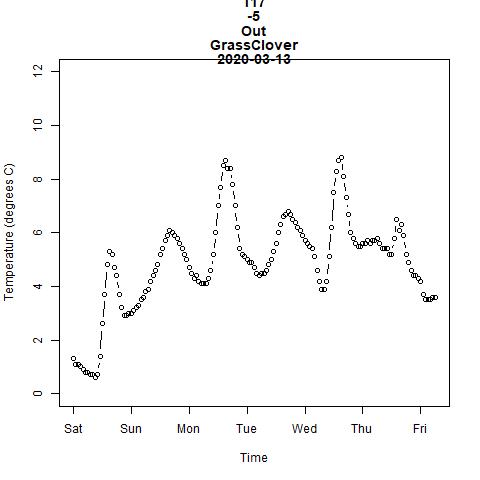 T17
-5
Out
GrassClover
2020-03-13
Temperature (degrees C)
12
10
8
6
4
2
0
Sat Sun Mon Tue Wed Thu Fri
Time